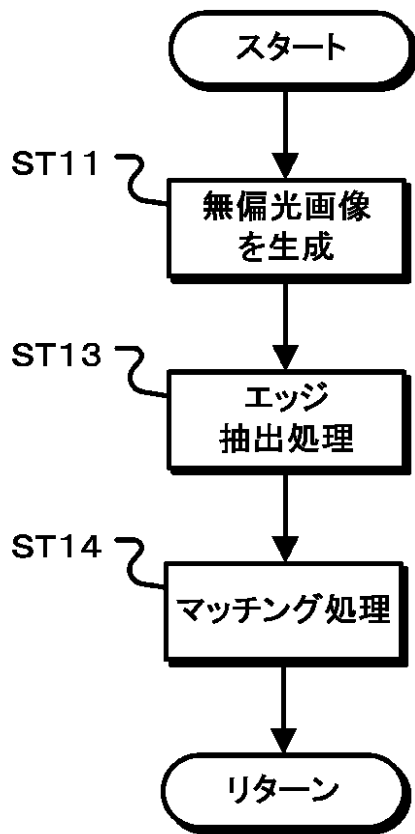 スタート
ST11
無偏光画像
を生成
ST13
エッジ
抽出処理
ST14
マッチング処理
リターン